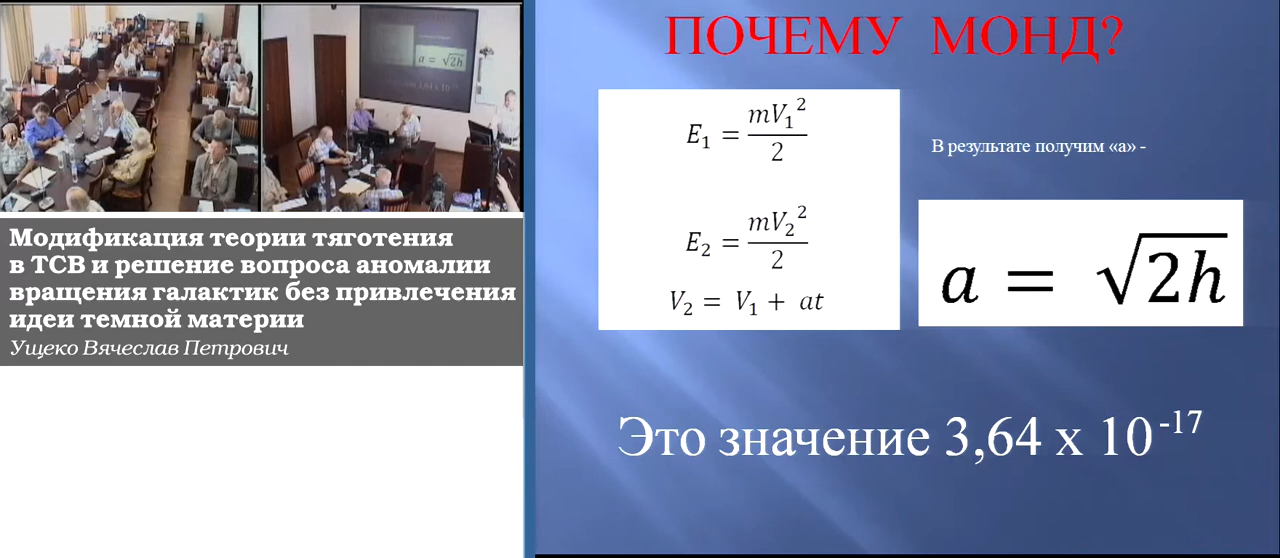 Модификация теории тяготения
в ТСВ и решение вопроса аномалии
вращения галактик без привлечения
идеи темной материи
Ущеко Вячеслав Петрович
ПОЧЕМУ МОНД?
E₁ = mV₁²/2
E₂ = mV₂²/2
V₂ = V₁ + at
В результате получим «а» -
a = √2h
Это значение 3,64 x 10⁻¹⁷
a = √2h